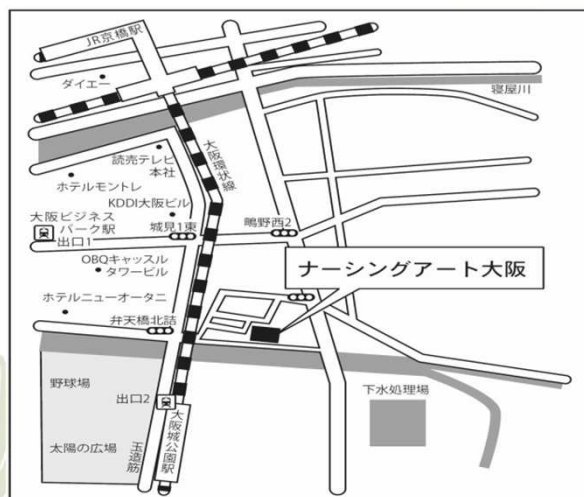 JR京橋駅
ダイエー
寝屋川
読売テレビ
本社
大阪環状線
ホテルモントレ
KDDI大阪ビル
大阪ビジネス
パーク駅
出口1
城見1東
鴫野西2
OBQキャッスル
タワービル
ナーシングアート大阪
ホテルニューオータニ
弁天橋北詰
野球場
出口2
下水処理場
大阪城公園駅
太陽の広場
玉造筋